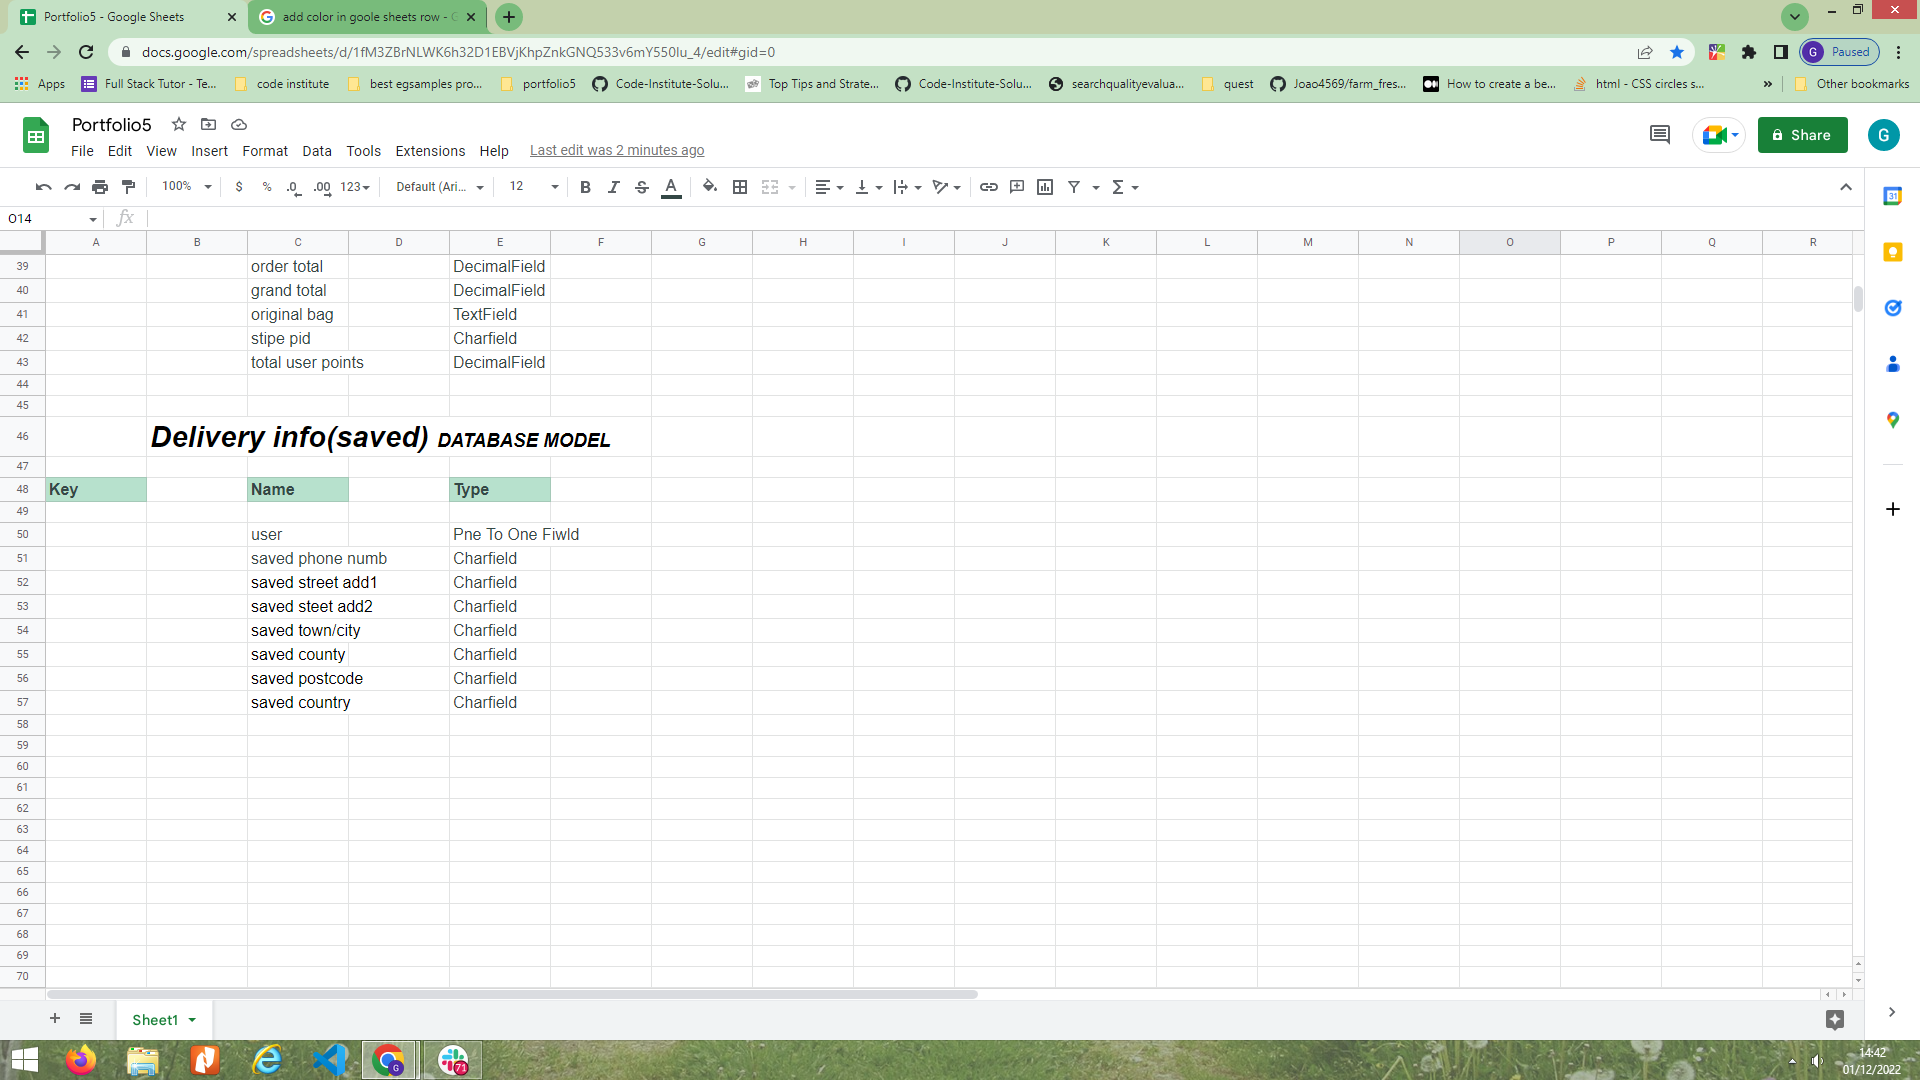 Portfolio5 - Google Sheets
add color in goole sheets row - G
docs.google.com/spreadsheets/d/1fM3ZBrNLWK6h32D1EBVjKhpZnkGNQ533v6mY550Iu_4/edit#gid=0
G Paused
Apps Full Stack Tutor - Te... code institute best egsamples pro... portfolio5 Code-Institute-Solu... Top Tips and Strate... Code-Institute-Solu... searchqualityevalua... quest Joao4569/farm_fres... How to create a be... html - CSS circles s... » Other bookmarks
Portfolio5
Share
G
File Edit View Insert Format Data Tools Extensions Help Last edit was 2 minutes ago
100% $ % .0 .00 123 Default (Ari... 12 B I S A
O14 fx
A B C D E F G H I J K L M N O P Q R
39 order total DecimalField
40 grand total DecimalField
41 original bag TextField
42 stipe pid Charfield
43 total user points DecimalField
44
45
46 Delivery info(saved) DATABASE MODEL
47
48 Key Name Type
49
50 user Pne To One Fiwld
51 saved phone numb Charfield
52 saved street add1 Charfield
53 saved steet add2 Charfield
54 saved town/city Charfield
55 saved county Charfield
56 saved postcode Charfield
57 saved country Charfield
58
59
60
61
62
63
64
65
66
67
68
69
70
Sheet1
71
14:42
01/12/2022